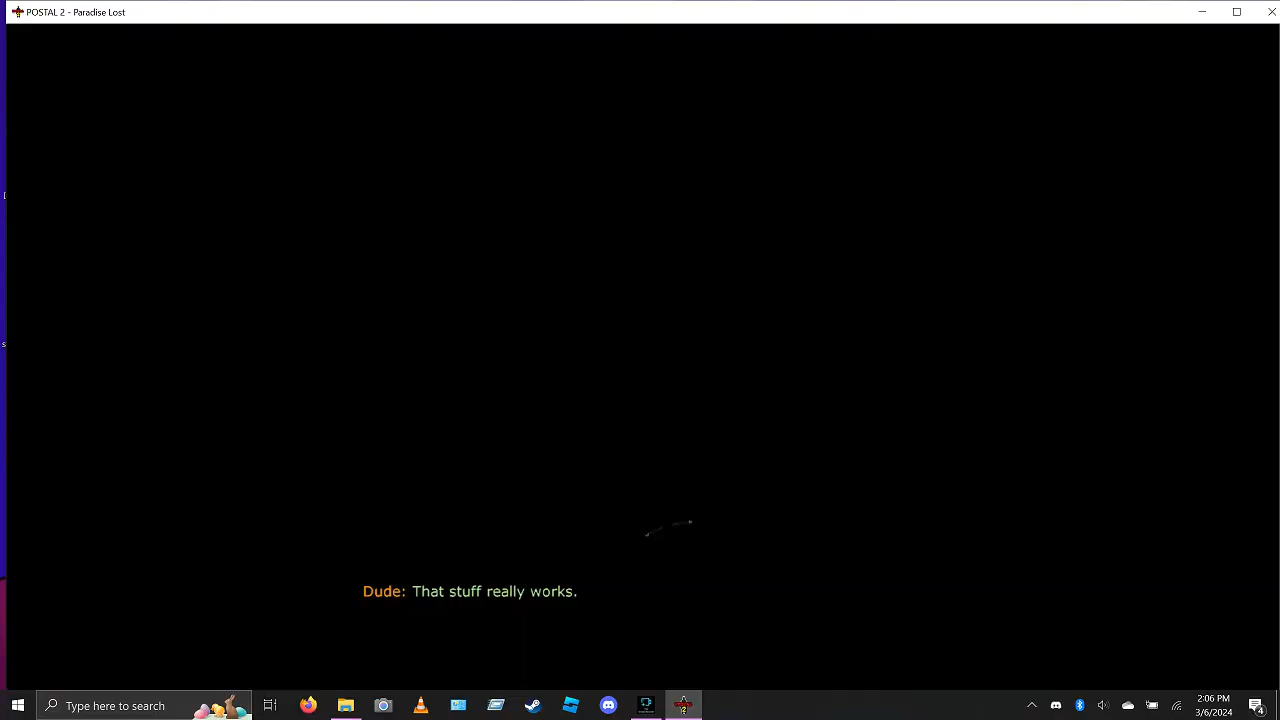 POSTAL 2 - Paradise Lost
Dude: That stuff really works.
Type here to search
2:06 PM
3/6/2024
4